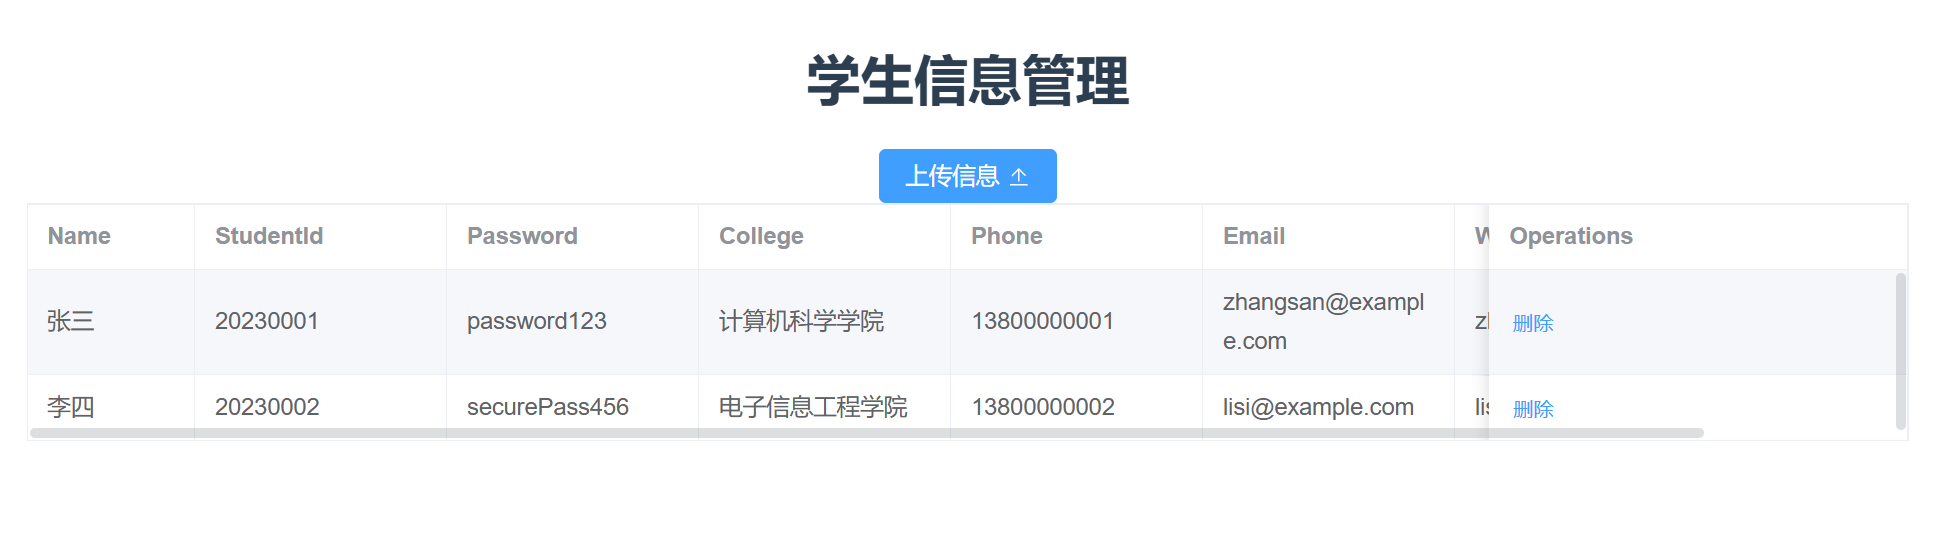 学生信息管理
上传信息
Name StudentId Password College Phone Email W Operations
张三 20230001 password123 计算机科学学院 13800000001 zhangsan@exampl
e.com 删除
李四 20230002 securePass456 电子信息工程学院 13800000002 lisi@example.com lis 删除